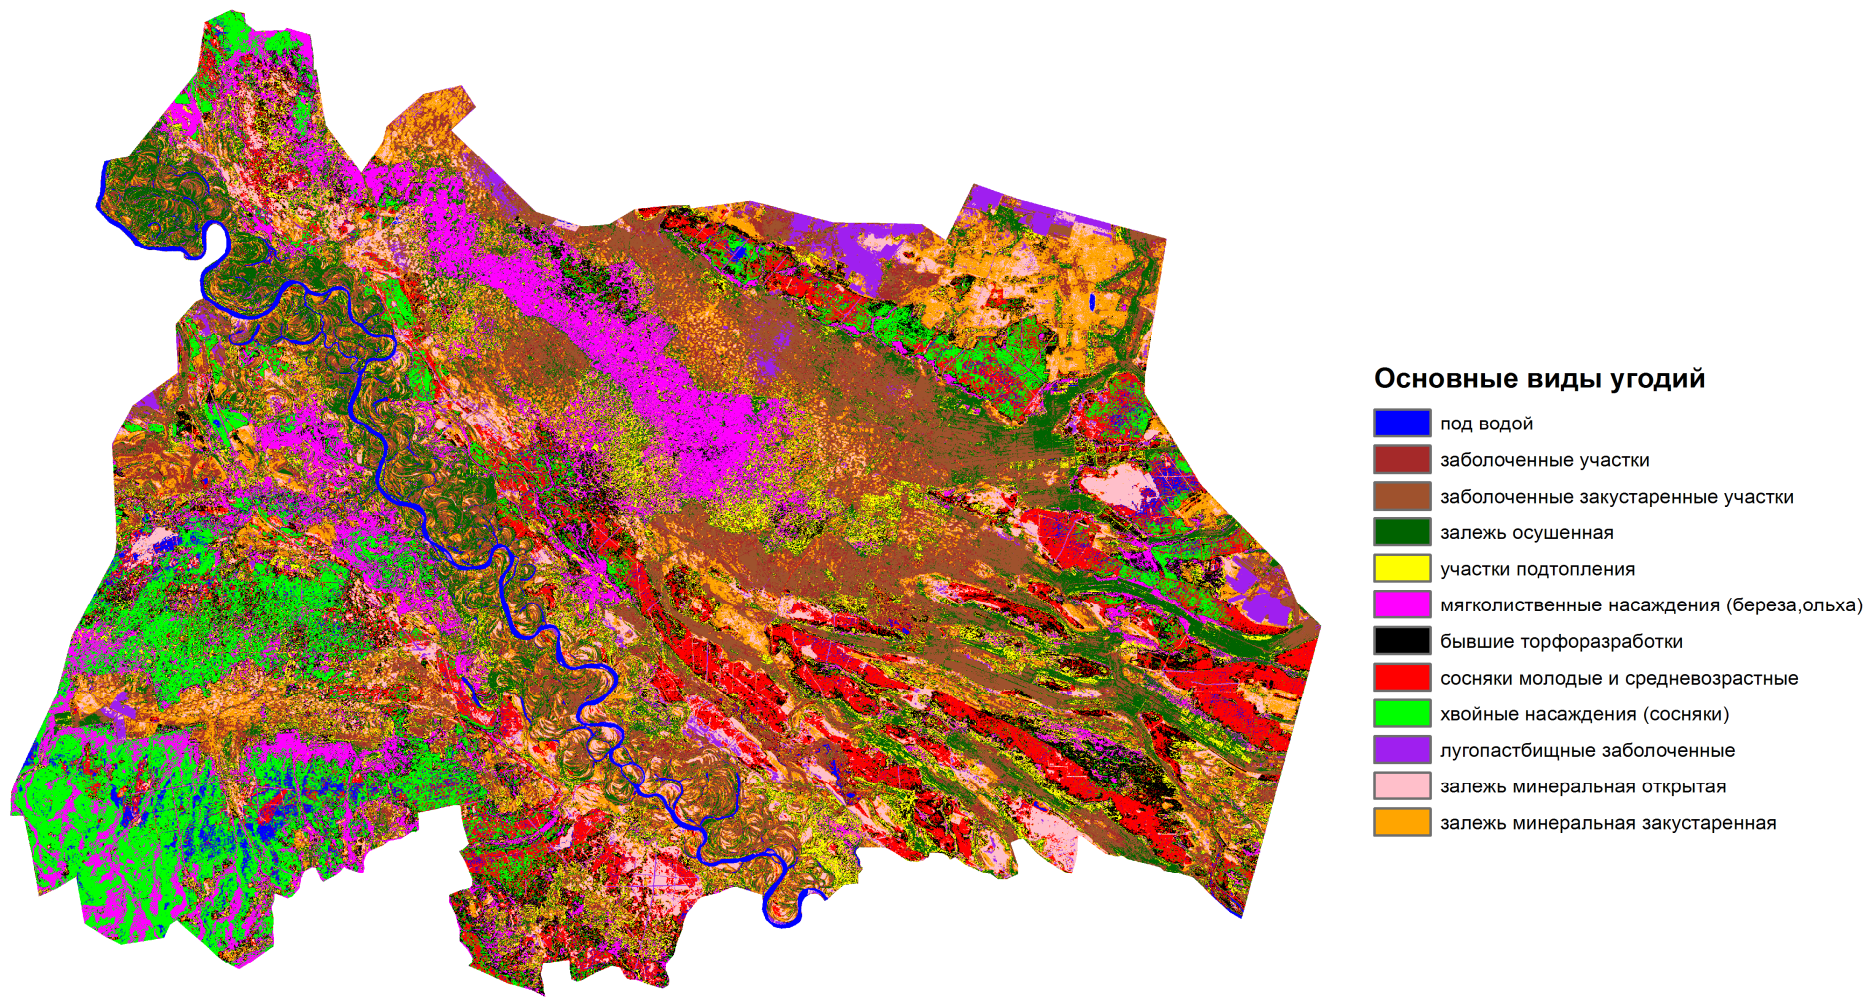 Основные виды угодий
под водой
заболоченные участки
заболоченные закустаренные участки
залежь осушенная
участки подтопления
мягколиственные насаждения (береза,ольха)
бывшие торфоразработки
сосняки молодые и средневозрастные
хвойные насаждения (сосняки)
лугопастбищные заболоченные
залежь минеральная открытая
залежь минеральная закустаренная